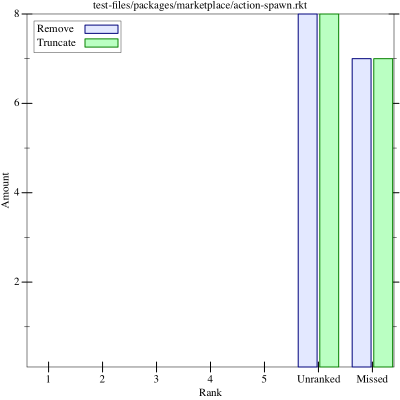 test-files/packages/marketplace/action-spawn.rkt
Remove
Truncate
8
6
4
2
Amount
1 2 3 4 5 Unranked Missed
Rank